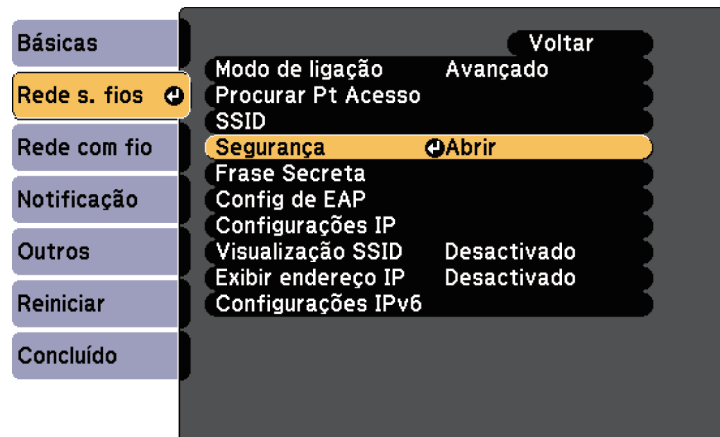 Básicas
Rede s. fios
Rede com fio
Notificação
Outros
Reiniciar
Concluído
Voltar
Modo de ligação Avançado
Procurar Pt Acesso
SSID
Segurança Abrir
Frase Secreta
Config de EAP
Configurações IP
Visualização SSID Desactivado
Exibir endereço IP Desactivado
Configurações IPv6